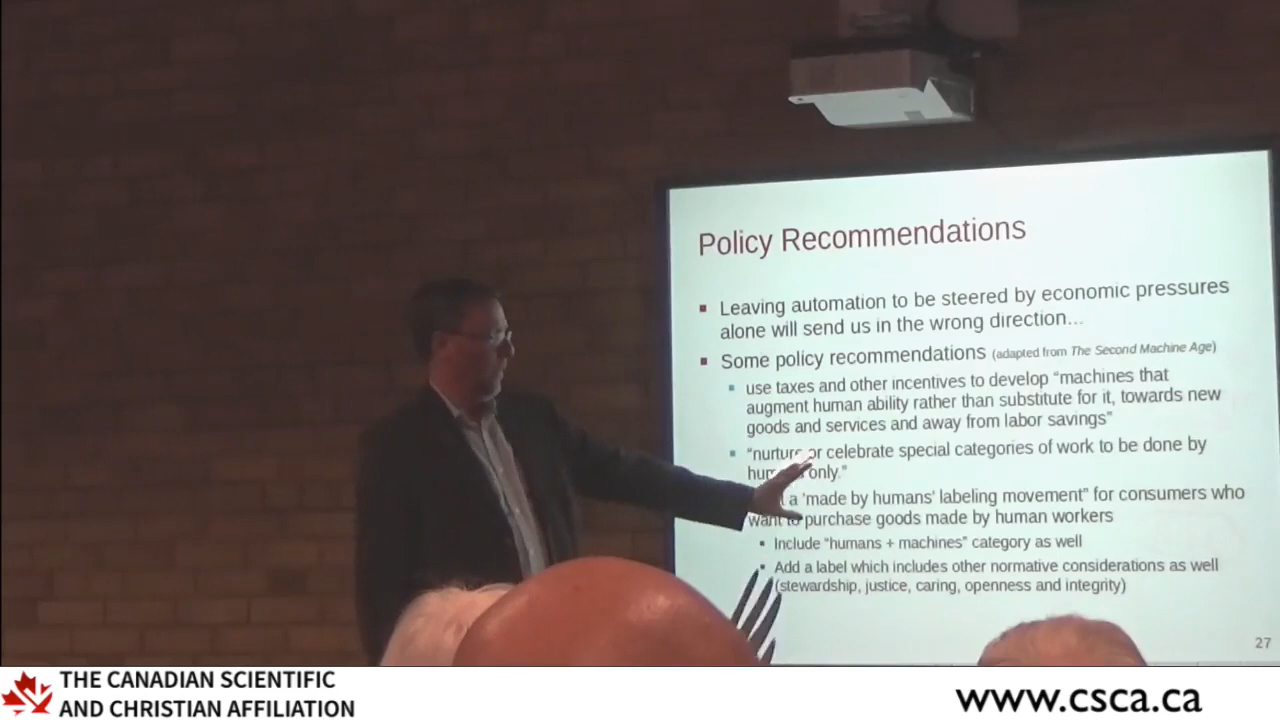 Policy Recommendations
Leaving automation to be steered by economic pressures
alone will send us in the wrong direction...
Some policy recommendations (adapted from The Second Machine Age)
use taxes and other incentives to develop “machines that
augment human ability rather than substitute for it, towards new
goods and services and away from labor savings”
“nurture or celebrate special categories of work to be done by
only.”
a 'made by humans' labeling movement” for consumers who
want to purchase goods made by human workers
Include “humans + machines” category as well
Add a label which includes other normative considerations as well
(stewardship, justice, caring, openness and integrity)
27
THE CANADIAN SCIENTIFIC
AND CHRISTIAN AFFILIATION
www.csca.ca